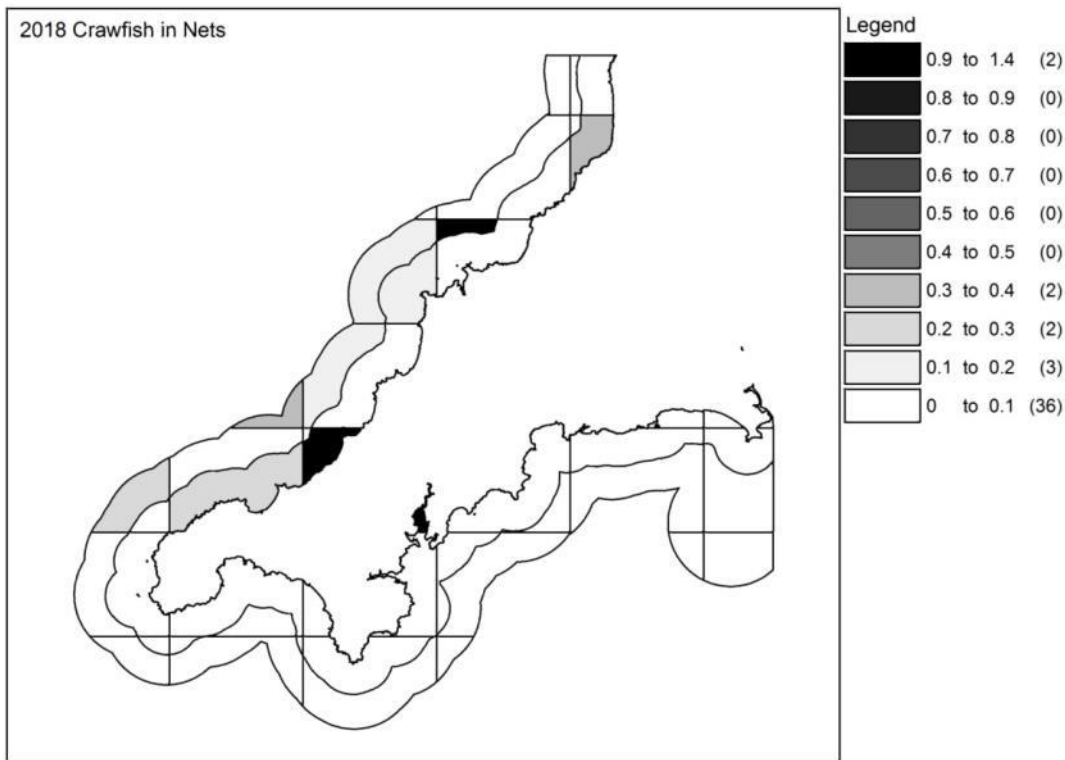 2018 Crawfish in Nets
Legend
0.9 to 1.4 (2)
0.8 to 0.9 (0)
0.7 to 0.8 (0)
0.6 to 0.7 (0)
0.5 to 0.6 (0)
0.4 to 0.5 (0)
0.3 to 0.4 (2)
0.2 to 0.3 (2)
0.1 to 0.2 (3)
0 to 0.1 (36)